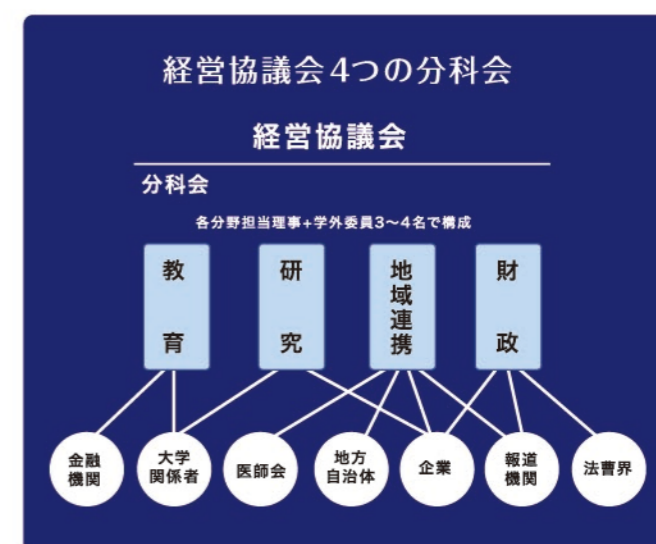 経営協議会4つの分科会
経営協議会
分科会
各分野担当理事+学外委員3〜4名で構成
教育
研究
地域連携
財政
金融
機関
大学
関係者
医師会
地方
自治体
企業
報道
機関
法曹界